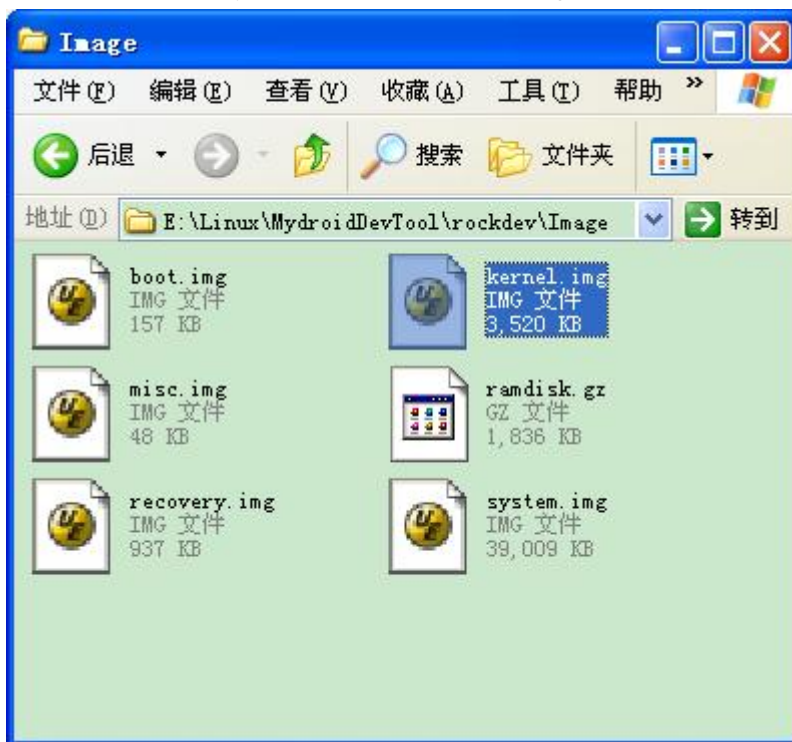 Image
文件(F) 编辑(E) 查看(V) 收藏(A) 工具(T) 帮助 »
后退 搜索 文件夹
地址(D) E:\Linux\MydroidDevTool\rockdev\Image 转到
boot.img
IMG 文件
157 KB
kernel.img
IMG 文件
3,520 KB
misc.img
IMG 文件
48 KB
ramdisk.gz
GZ 文件
1,836 KB
recovery.img
IMG 文件
937 KB
system.img
IMG 文件
39,009 KB